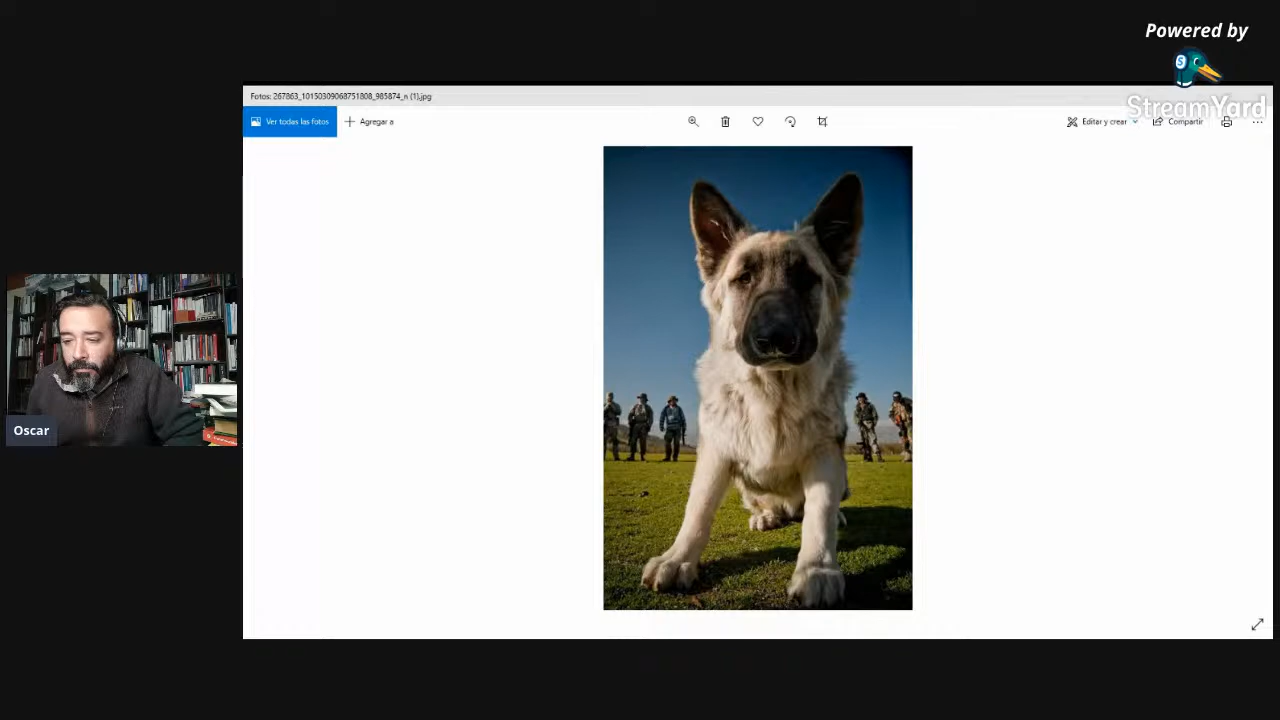 Powered by
StreamYard
Fotos: 267863_10150309068751808_985874_n (1).jpg
Ver todas las fotos
Agregar a
Editar y crear
Compartir
Oscar